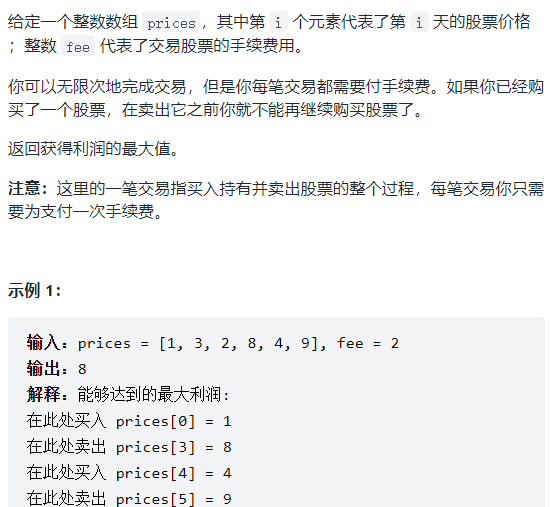 给定一个整数数组 prices，其中第 i 个元素代表了第 i 天的股票价格
；整数 fee 代表了交易股票的手续费用。
你可以无限次地完成交易，但是你每笔交易都需要付手续费。如果你已经购
买了一个股票，在卖出它之前你就不能再继续购买股票了。
返回获得利润的最大值。
注意：这里的一笔交易指买入持有并卖出股票的整个过程，每笔交易你只需
要为支付一次手续费。
示例 1：
输入：prices = [1, 3, 2, 8, 4, 9], fee = 2
输出：8
解释：能够达到的最大利润:
在此处买入 prices[0] = 1
在此处卖出 prices[3] = 8
在此处买入 prices[4] = 4
在此处卖出 prices[5] = 9